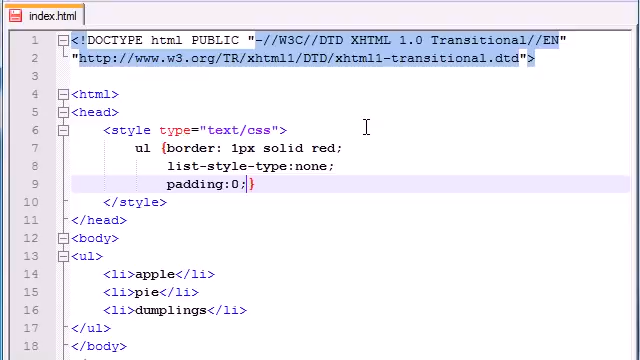 index.html
1 <!DOCTYPE html PUBLIC "-//W3C//DTD XHTML 1.0 Transitional//EN"
2 "http://www.w3.org/TR/xhtml1/DTD/xhtml1-transitional.dtd">
3
4 <html>
5 <head>
6 <style type="text/css">
7 ul {border: 1px solid red;
8 list-style-type:none;
9 padding:0;}
10 </style>
11 </head>
12 <body>
13 <ul>
14 <li>apple</li>
15 <li>pie</li>
16 <li>dumplings</li>
17 </ul>
18 </body>